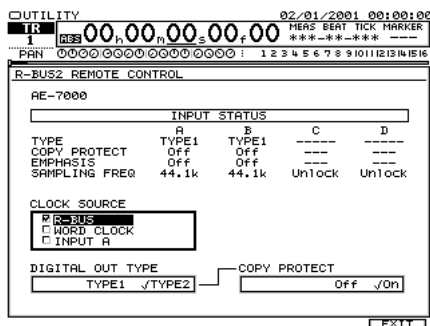 UTILITY 02/01/2001 00:00:00
TR 1 ABS 00h00m00s00f00 MEAS BEAT TICK MARKER
***-**-*** ---
PAN 1 2 3 4 5 6 7 8 9 10 11 12 13 14 15 16
R-BUS2 REMOTE CONTROL
AE-7000
INPUT STATUS
A B C D
TYPE TYPE1 TYPE1 ----- -----
COPY PROTECT Off Off --- ---
EMPHASIS Off Off --- ---
SAMPLING FREQ 44.1k 44.1k Unlock Unlock
CLOCK SOURCE
R-BUS
WORD CLOCK
INPUT A
DIGITAL OUT TYPE COPY PROTECT
TYPE1 √TYPE2 Off √On
EXIT